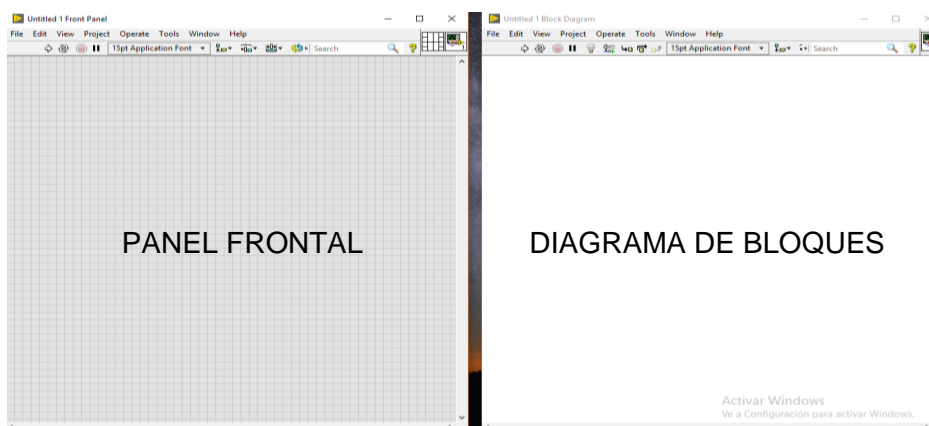 Untitled 1 Front Panel
File Edit View Project Operate Tools Window Help
15pt Application Font
Search
PANEL FRONTAL
Untitled 1 Block Diagram
File Edit View Project Operate Tools Window Help
15pt Application Font
Search
DIAGRAMA DE BLOQUES
Activar Windows
Ve a Configuración para activar Windows.